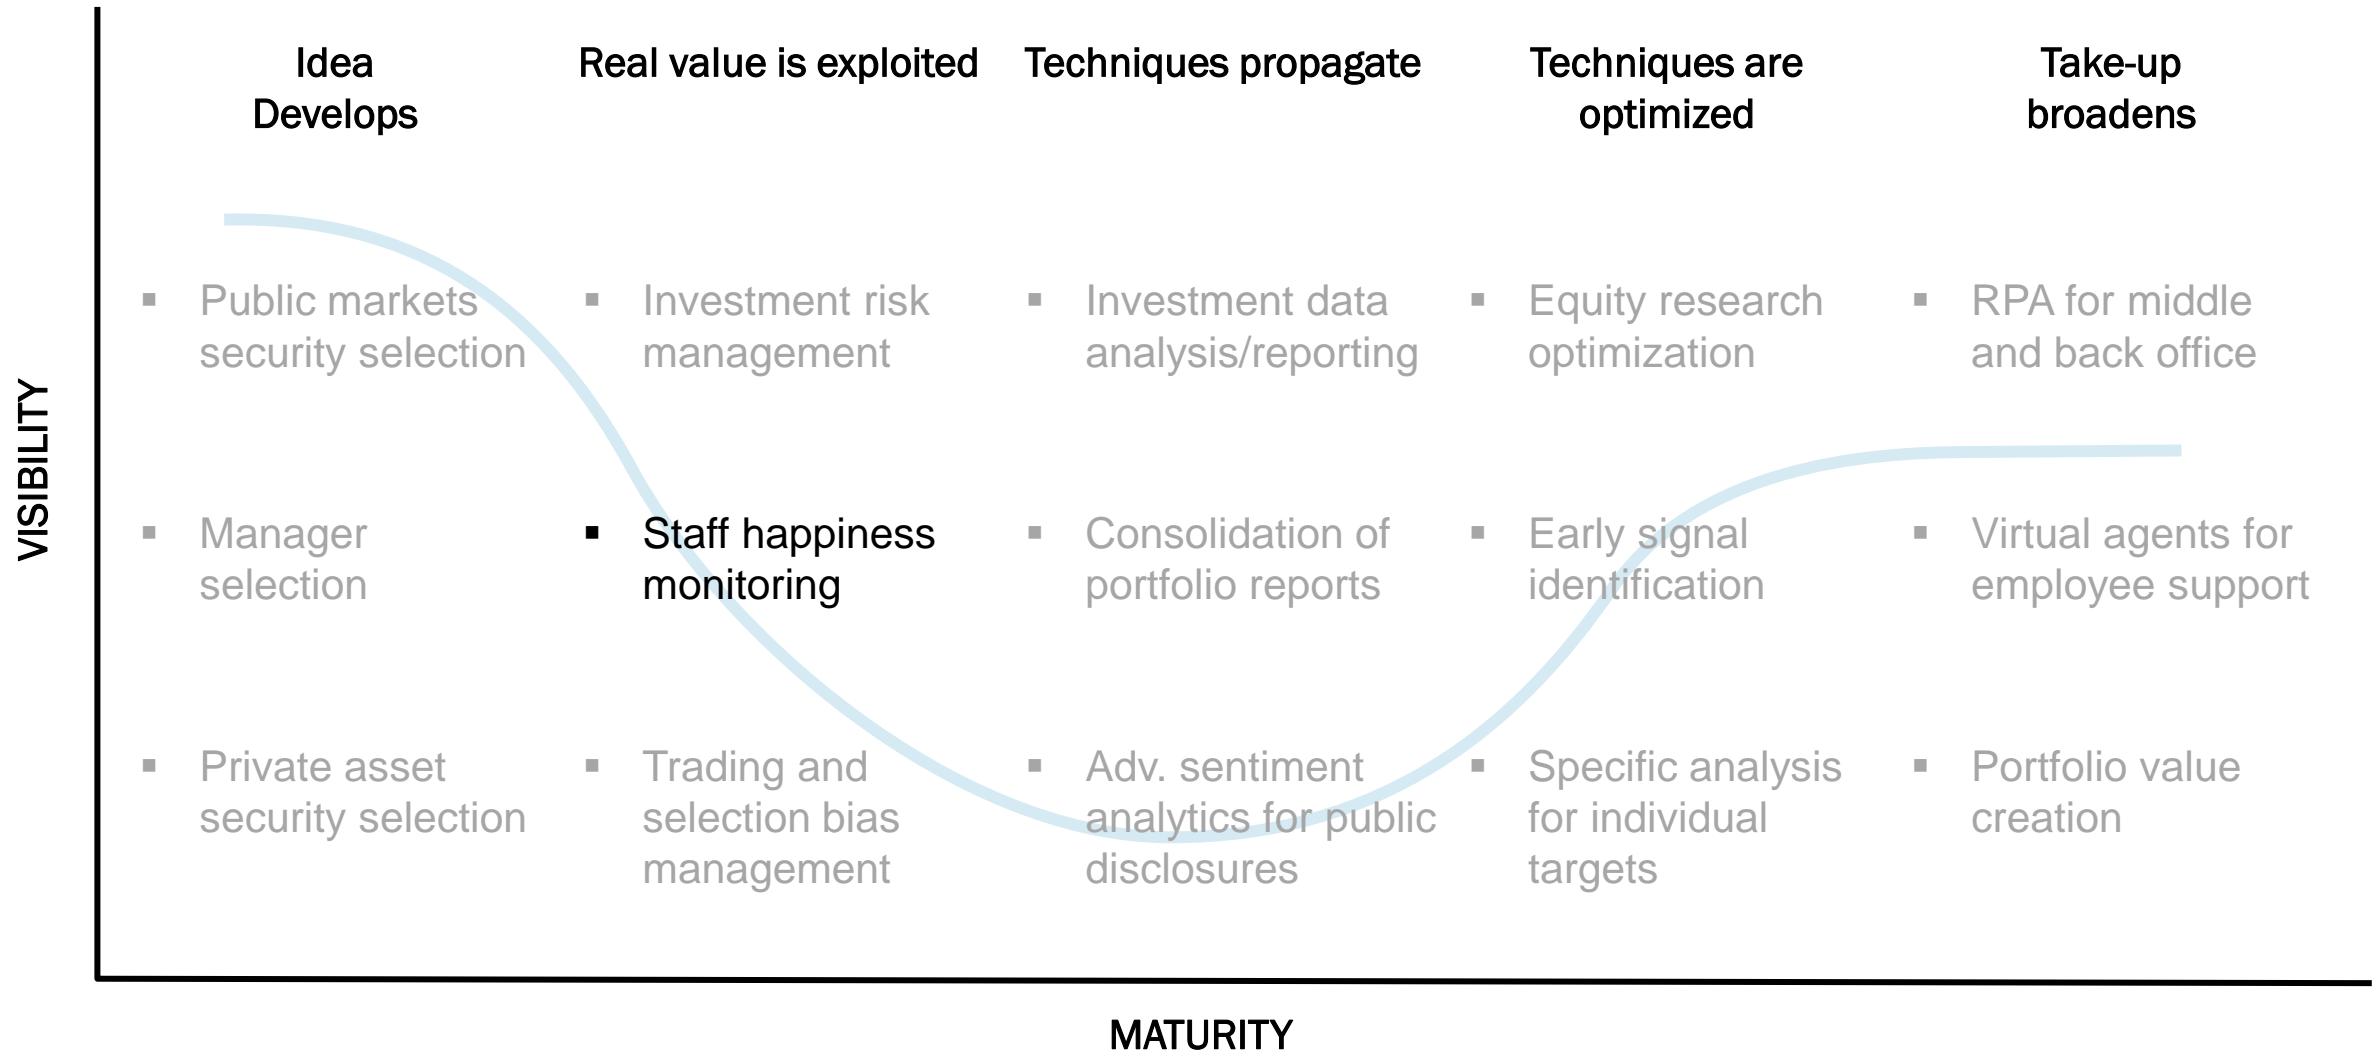 Idea
Develops
Real value is exploited
Techniques propagate
Techniques are
optimized
Take-up
broadens
VISIBILITY
▪ Public markets
security selection
▪ Investment risk
management
▪ Investment data
analysis/reporting
▪ Equity research
optimization
▪ RPA for middle
and back office
▪ Manager
selection
▪ Staff happiness
monitoring
▪ Consolidation of
portfolio reports
▪ Early signal
identification
▪ Virtual agents for
employee support
▪ Private asset
security selection
▪ Trading and
selection bias
management
▪ Adv. sentiment
analytics for public
disclosures
▪ Specific analysis
for individual
targets
▪ Portfolio value
creation
MATURITY